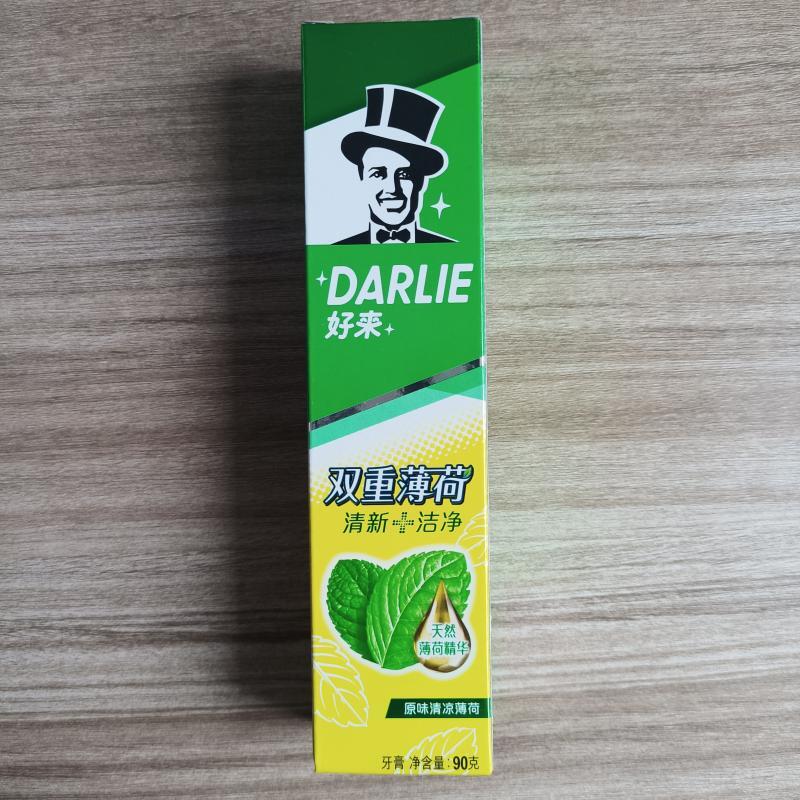 DARLIE
好来
双重薄荷
清新+洁净
天然
薄荷精华
原味清凉薄荷
牙膏 净含量:90克